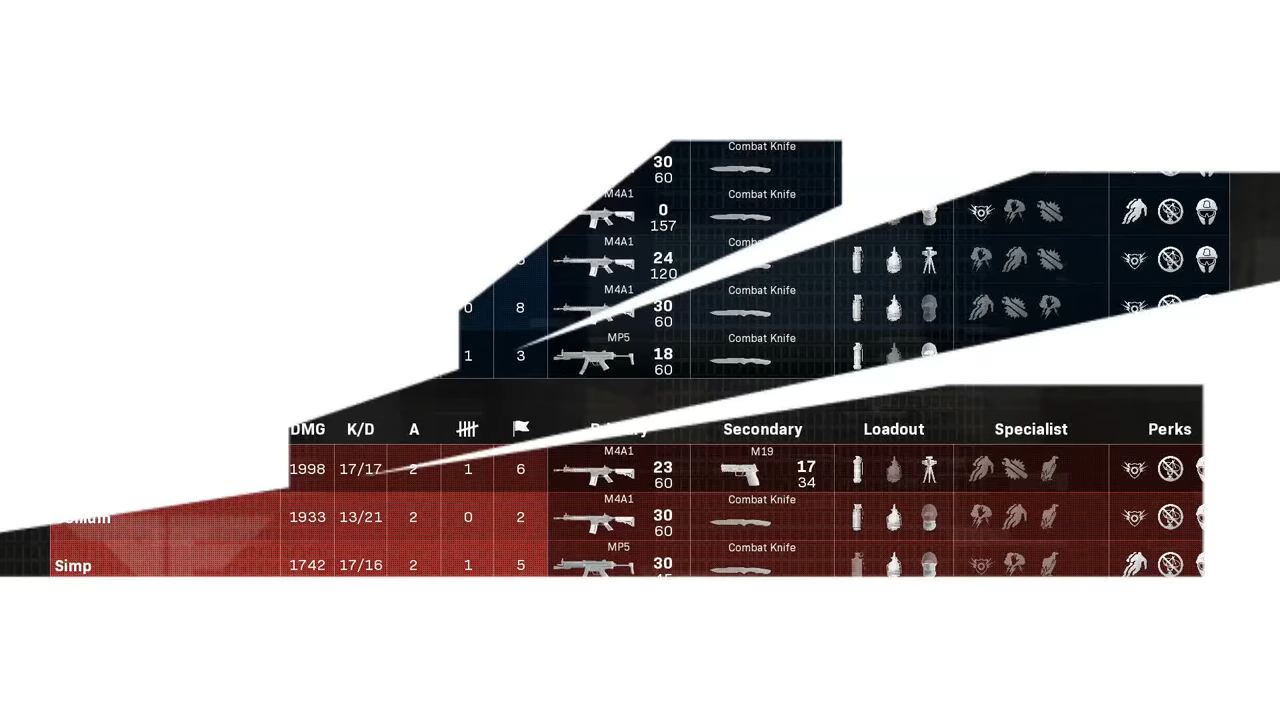 Combat Knife
30
60
M4A1 Combat Knife
0
157
M4A1
24
120
M4A1 Combat Knife
0 8 30
60
MP5 Combat Knife
1 3 18
60
DMG K/D A Secondary Loadout Specialist Perks
M4A1 M19
1998 17/17 2 1 6 23 17
60 34
M4A1 Combat Knife
1933 13/21 2 0 2 30
60
MP5 Combat Knife
Simp 1742 17/16 2 1 5 30